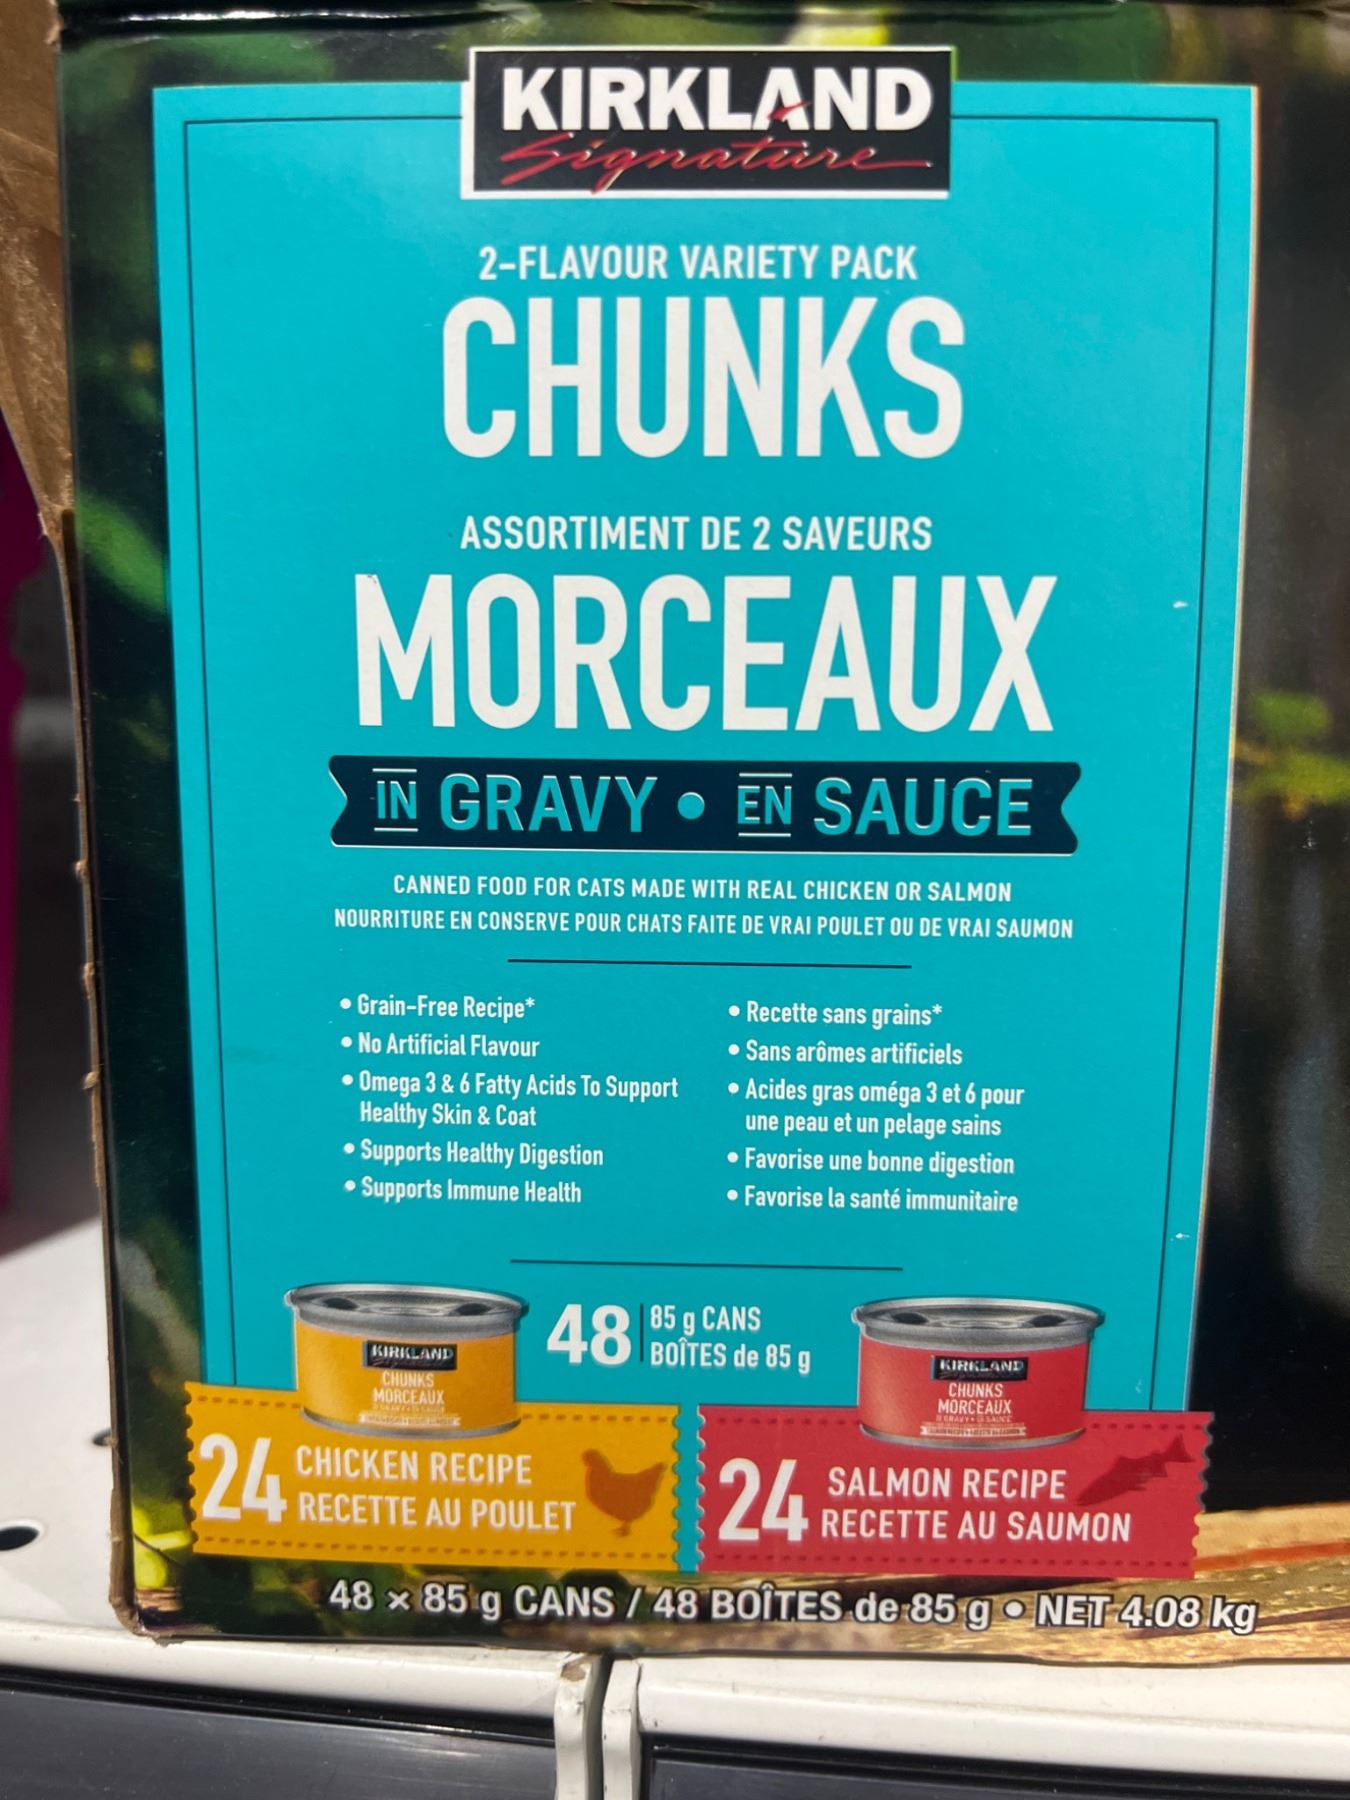 KIRKLAND
Signature
2-FLAVOUR VARIETY PACK
CHUNKS
ASSORTIMENT DE 2 SAVEURS
MORCEAUX
IN GRAVY • EN SAUCE
CANNED FOOD FOR CATS MADE WITH REAL CHICKEN OR SALMON
NOURRITURE EN CONSERVE POUR CHATS FAITE DE VRAI POULET OU DE VRAI SAUMON
• Grain-Free Recipe*
• No Artificial Flavour
• Omega 3 & 6 Fatty Acids To Support
Healthy Skin & Coat
• Supports Healthy Digestion
• Supports Immune Health
• Recette sans grains*
• Sans arômes artificiels
• Acides gras oméga 3 et 6 pour
une peau et un pelage sains
• Favorise une bonne digestion
• Favorise la santé immunitaire
48 85 g CANS
BOÎTES de 85 g
KIRKLAND
Signature
CHUNKS
MORCEAUX
KIRKLAND
Signature
CHUNKS
MORCEAUX
IN GRAVY • EN SAUCE
24 CHICKEN RECIPE
RECETTE AU POULET
24 SALMON RECIPE
RECETTE AU SAUMON
48 × 85 g CANS / 48 BOÎTES de 85 g • NET 4.08 kg